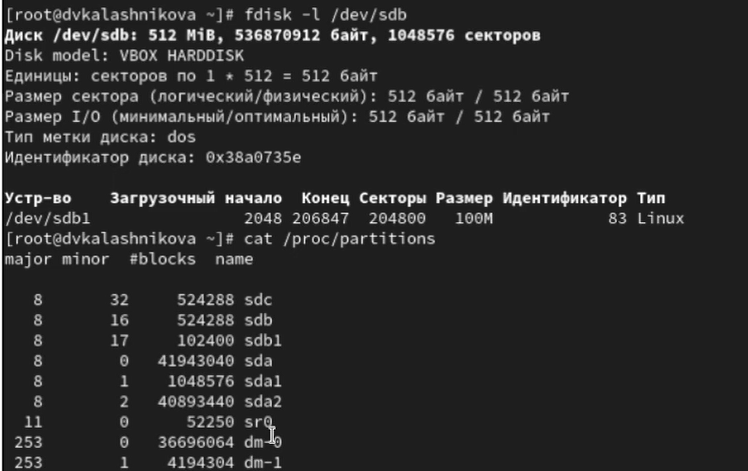 [root@dvkalashnikova ~]# fdisk -l /dev/sdb
Диск /dev/sdb: 512 MiB, 536870912 байт, 1048576 секторов
Disk model: VBOX HARDDISK
Единицы: секторов по 1 * 512 = 512 байт
Размер сектора (логический/физический): 512 байт / 512 байт
Размер I/O (минимальный/оптимальный): 512 байт / 512 байт
Тип метки диска: dos
Идентификатор диска: 0x38a0735e
Устр-во Загрузочный начало Конец Секторы Размер Идентификатор Тип
/dev/sdb1 2048 206847 204800 100M 83 Linux
[root@dvkalashnikova ~]# cat /proc/partitions
major minor #blocks name
8 32 524288 sdc
8 16 524288 sdb
8 17 102400 sdb1
8 0 41943040 sda
8 1 1048576 sda1
8 2 40893440 sda2
11 0 52250 sr0
253 0 36696064 dm-0
253 1 4194304 dm-1